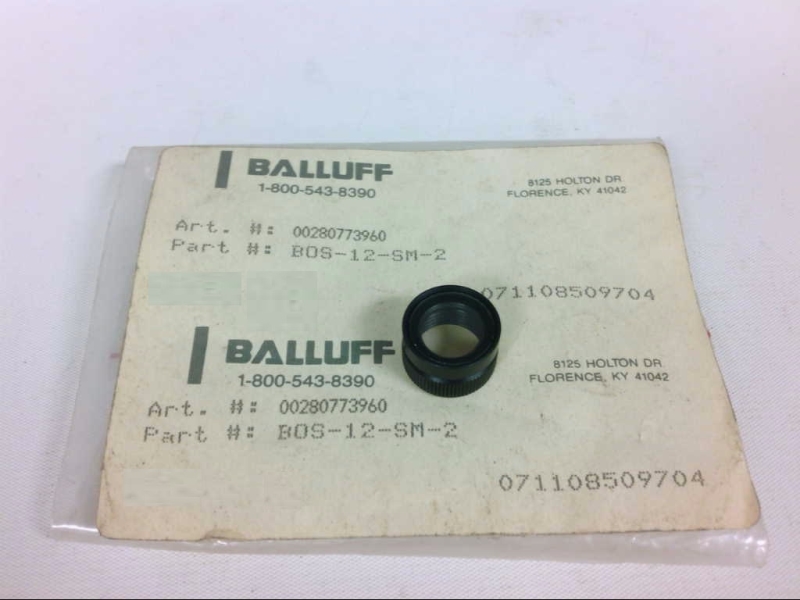 BALLUFF
1-800-543-8390
8125 HOLTON DR
FLORENCE, KY 41042
Art. #: 00280773960
Part #: BOS-12-SM-2
071108509704
BALLUFF
1-800-543-8390
8125 HOLTON DR
FLORENCE, KY 41042
Art. #: 00280773960
Part #: BOS-12-SM-2
071108509704